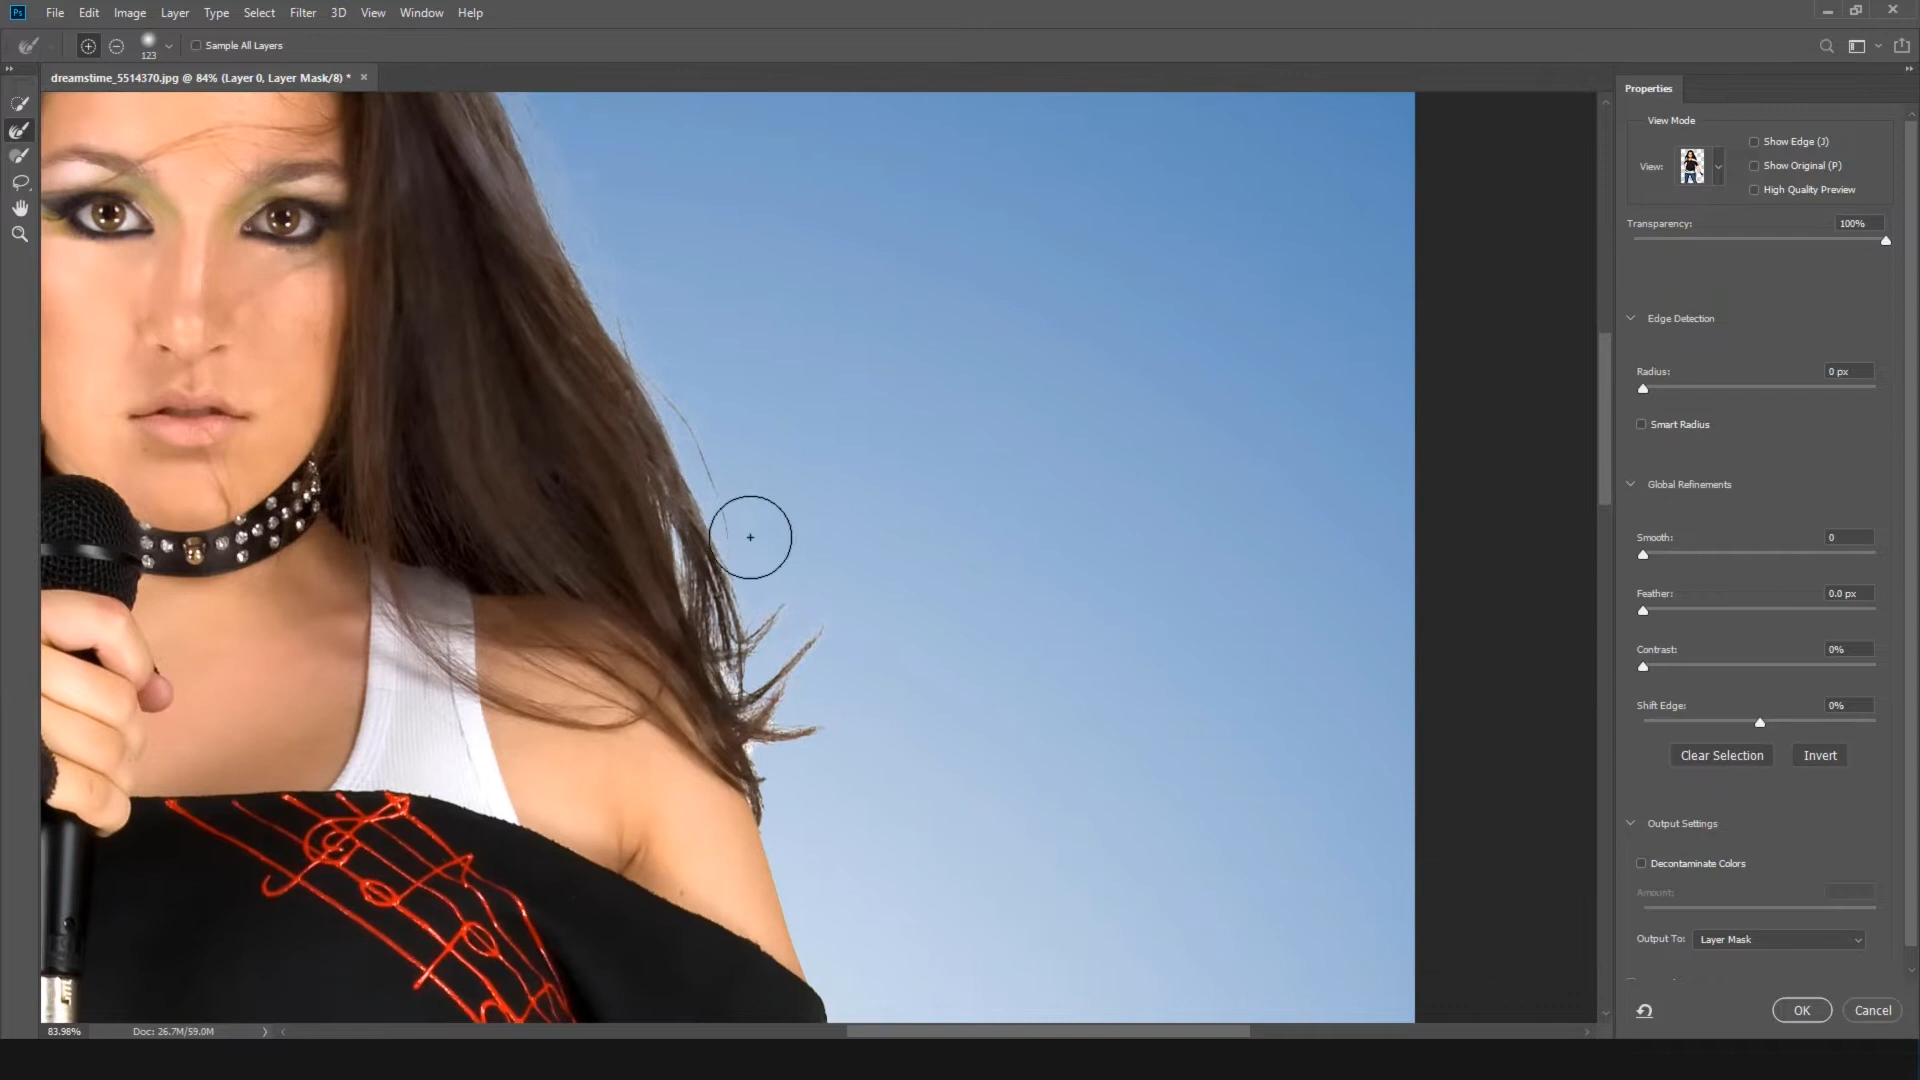 Ps File Edit Image Layer Type Select Filter 3D View Window Help
123 Sample All Layers
dreamstime_5514370.jpg @ 84% (Layer 0, Layer Mask/8) *
Properties
View Mode
View:
Show Edge (J)
Show Original (P)
High Quality Preview
Transparency: 100%
Edge Detection
Radius: 0 px
Smart Radius
Global Refinements
Smooth: 0
Feather: 0.0 px
Contrast: 0%
Shift Edge: 0%
Clear Selection Invert
Output Settings
Decontaminate Colors
Amount:
Output To: Layer Mask
OK Cancel
83.98% Doc: 26.7M/59.0M